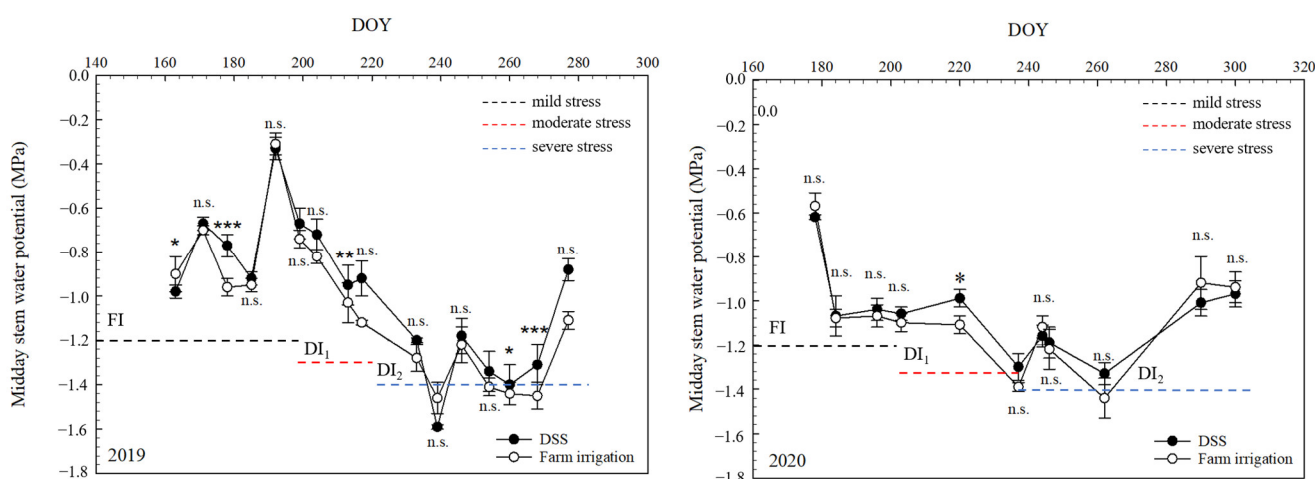 DOY
140 160 180 200 220 240 260 280 300
0.0
−0.2
−0.4
−0.6
−0.8
−1.0
−1.2
−1.4
−1.6
−1.8
Midday stem water potential (MPa)
mild stress
moderate stress
severe stress
n.s.
n.s.
***
*
n.s.
n.s.
n.s.
n.s.
**
n.s.
n.s.
n.s.
n.s.
n.s.
n.s.
*
***
n.s.
FI
DI1
DI2
2019
DSS
Farm irrigation
DOY
160 180 200 220 240 260 280 300 320
0.0
0.0
−0.2
−0.4
−0.6
−0.8
−1.0
−1.2
−1.4
−1.6
−1.8
Midday stem water potential (MPa)
mild stress
moderate stress
severe stress
n.s.
n.s.
n.s.
n.s.
*
n.s.
n.s.
n.s.
n.s.
n.s.
n.s.
FI
DI1
DI2
2020
DSS
Farm irrigation